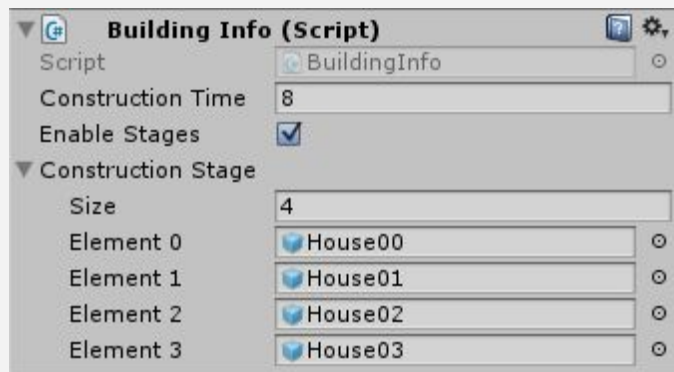 Building Info (Script)
Script BuildingInfo
Construction Time 8
Enable Stages
Construction Stage
Size 4
Element 0 House00
Element 1 House01
Element 2 House02
Element 3 House03